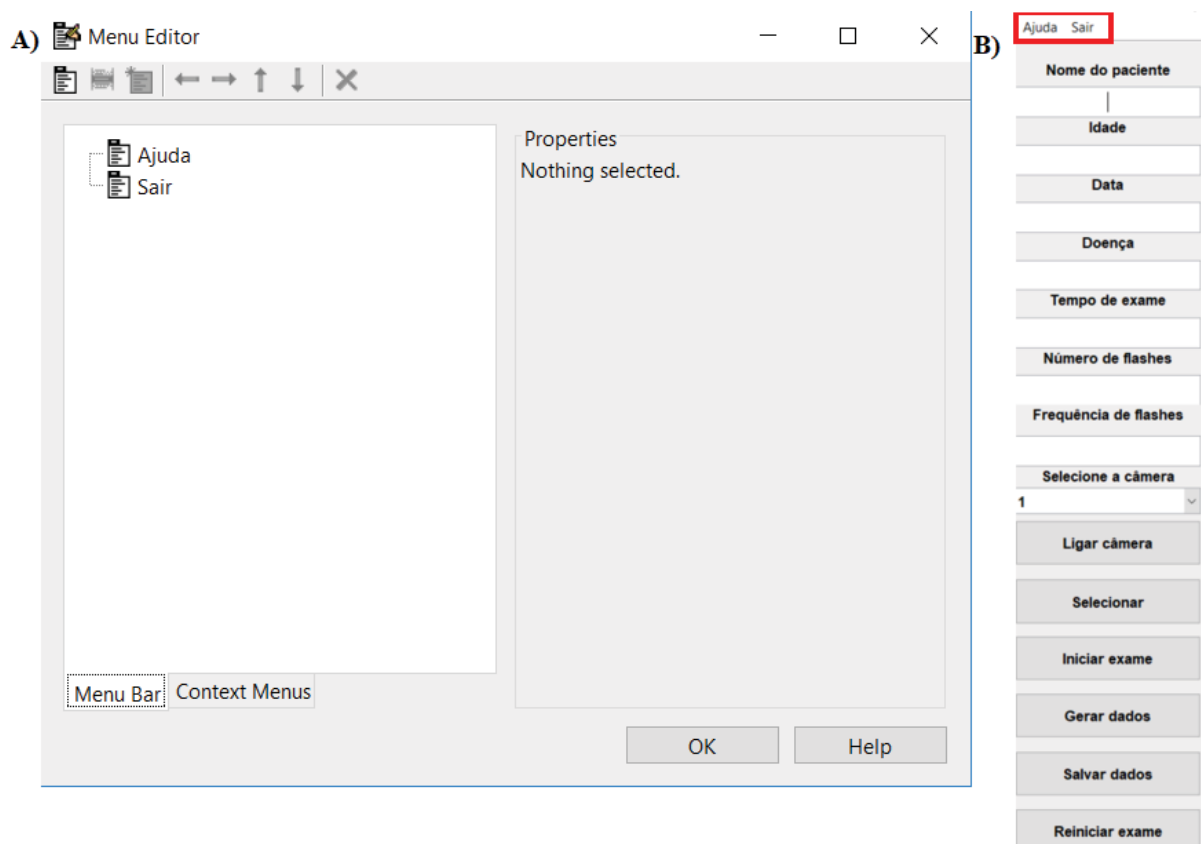 A)
Menu Editor
Ajuda
Sair
Properties
Nothing selected.
Menu Bar
Context Menus
OK
Help
B)
Ajuda Sair
Nome do paciente
Idade
Data
Doença
Tempo de exame
Número de flashes
Frequência de flashes
Selecione a câmera
1
Ligar câmera
Selecionar
Iniciar exame
Gerar dados
Salvar dados
Reiniciar exame